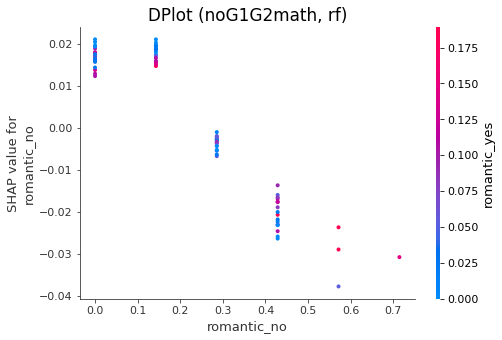 DPlot (noG1G2math, rf)
0.02
0.01
0.00
−0.01
−0.02
−0.03
−0.04
SHAP value for
romantic_no
0.0 0.1 0.2 0.3 0.4 0.5 0.6 0.7
romantic_no
0.175
0.150
0.125
0.100
0.075
0.050
0.025
0.000
romantic_yes